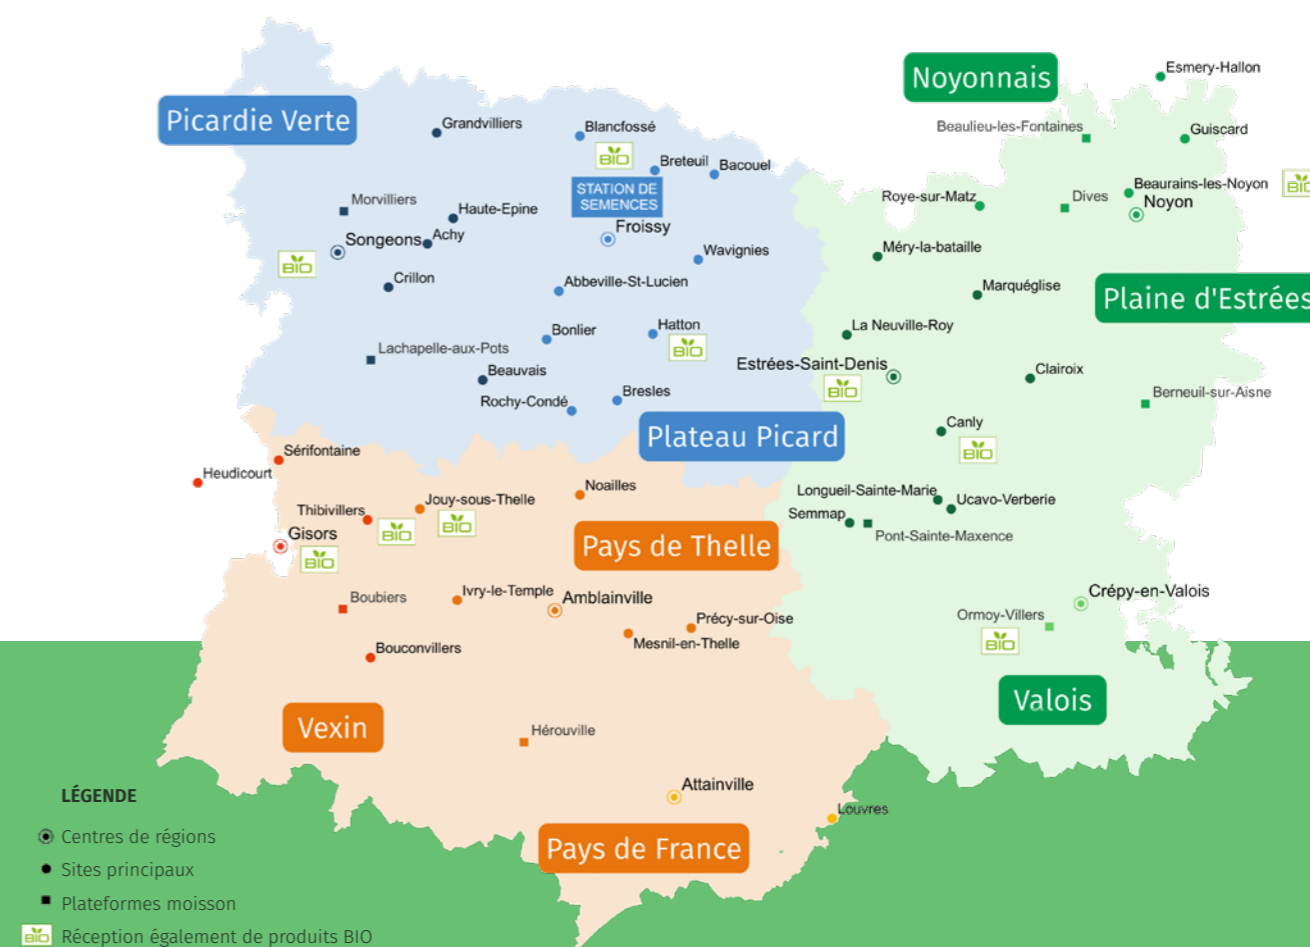 Esmery-Hallon
Noyonnais
Picardie Verte
Grandvilliers
Blancfossé
Beaulieu-les-Fontaines
Guiscard
BIO
Breteuil
Bacouel
STATION DE
SEMENCES
Beaurains-les-Noyon
BIO
Morvilliers
Haute-Epine
Roye-sur-Matz
Dives
Noyon
Froissy
Songeons
Achy
Wavignies
Méry-la-bataille
BIO
Crillon
Abbeville-St-Lucien
Marquéglise
Plaine d'Estrées
Bonlier
Hatton
BIO
La Neuville-Roy
Lachapelle-aux-Pots
Beauvais
Estrées-Saint-Denis
BIO
Clairoix
Rochy-Condé
Bresles
Berneuil-sur-Aisne
Plateau Picard
Canly
BIO
Sérifontaine
Heudicourt
Noailles
Longueil-Sainte-Marie
Ucavo-Verberie
Jouy-sous-Thelle
BIO
Thibivillers
BIO
Semmap
Pont-Sainte-Maxence
Gisors
BIO
Pays de Thelle
Boubiers
Ivry-le-Temple
Amblainville
Crépy-en-Valois
Précy-sur-Oise
Ormoy-Villers
BIO
Mesnil-en-Thelle
Bouconvillers
Valois
Vexin
Hérouville
Attainville
Louvres
Pays de France
LÉGENDE
Centres de régions
Sites principaux
Plateformes moisson
BIO Réception également de produits BIO